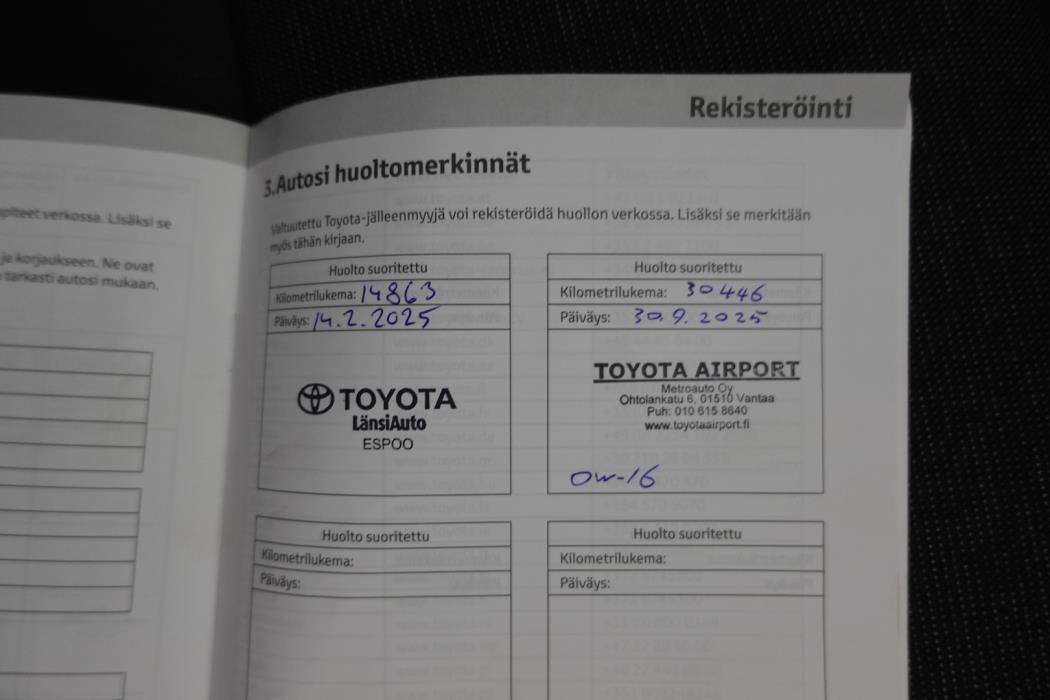 Rekisteröinti
piteet verkossa. Lisäksi se
ja korjaukseen. Ne ovat
tarkasti autosi mukaan.
3.Autosi huoltomerkinnät
Valtuutettu Toyota-jälleenmyyjä voi rekisteröidä huollon verkossa. Lisäksi se merkitään
myös tähän kirjaan.
Huolto suoritettu
Kilometrilukema: 14863
Päiväys: 14.2.2025
TOYOTA
LänsiAuto
ESPOO
Huolto suoritettu
Kilometrilukema: 30446
Päiväys: 30.9.2025
TOYOTA AIRPORT
Metroauto Oy
Ohtolankatu 6, 01510 Vantaa
Puh: 010 615 8640
www.toyotaairport.fi
OW-16
Huolto suoritettu
Kilometrilukema:
Päiväys:
Huolto suoritettu
Kilometrilukema:
Päiväys: